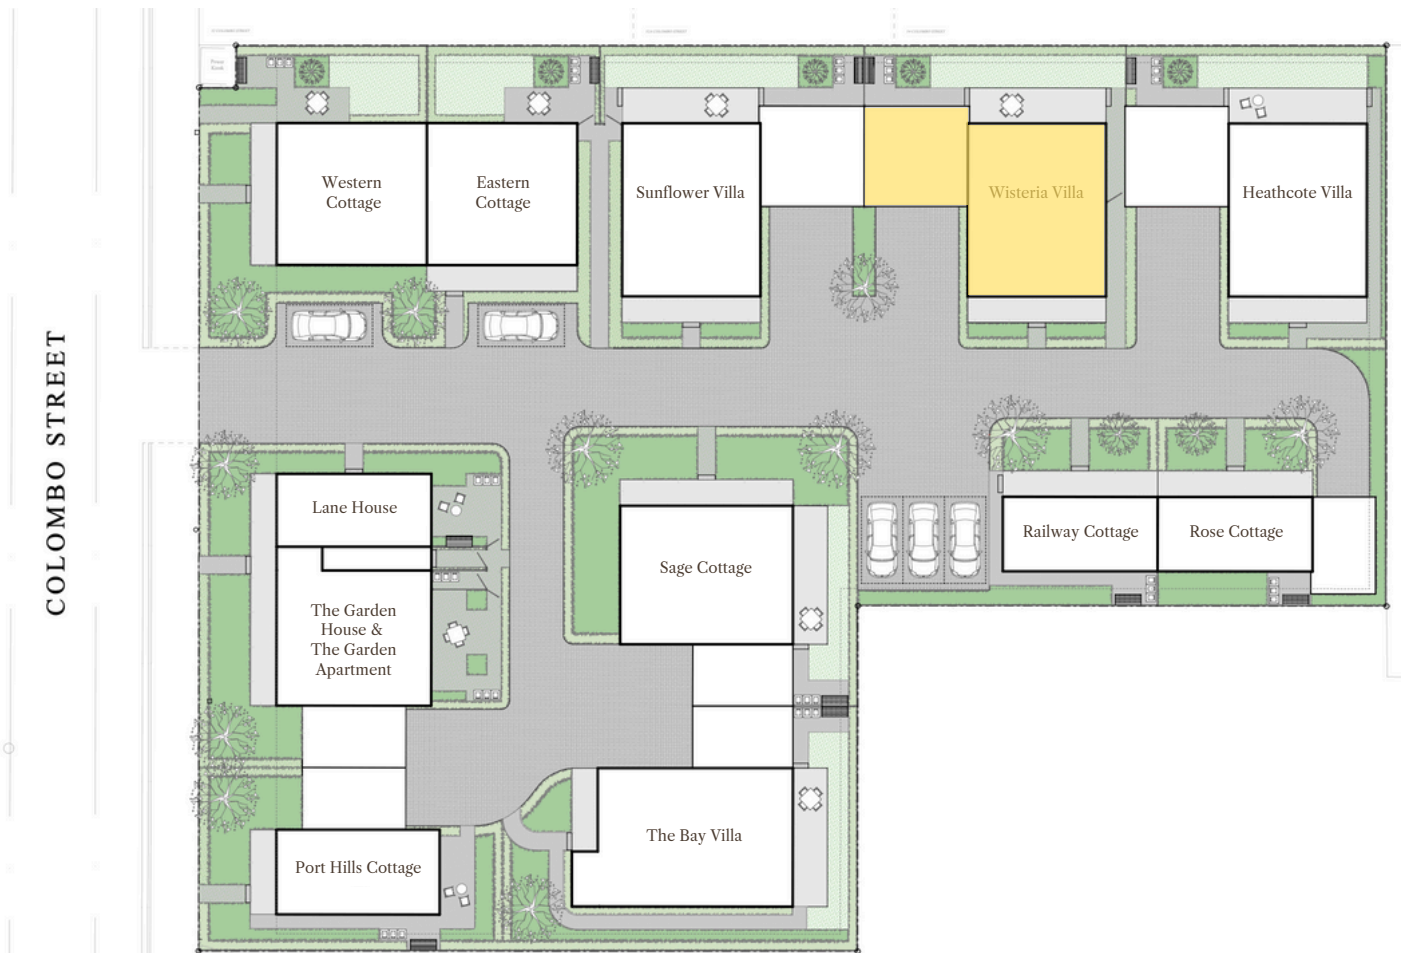 Western
Cottage
Eastern
Cottage
Sunflower Villa
Wisteria Villa
Heathcote Villa
COLOMBO STREET
Lane House
Railway Cottage
Rose Cottage
Sage Cottage
The Garden
House &
The Garden
Apartment
The Bay Villa
Port Hills Cottage